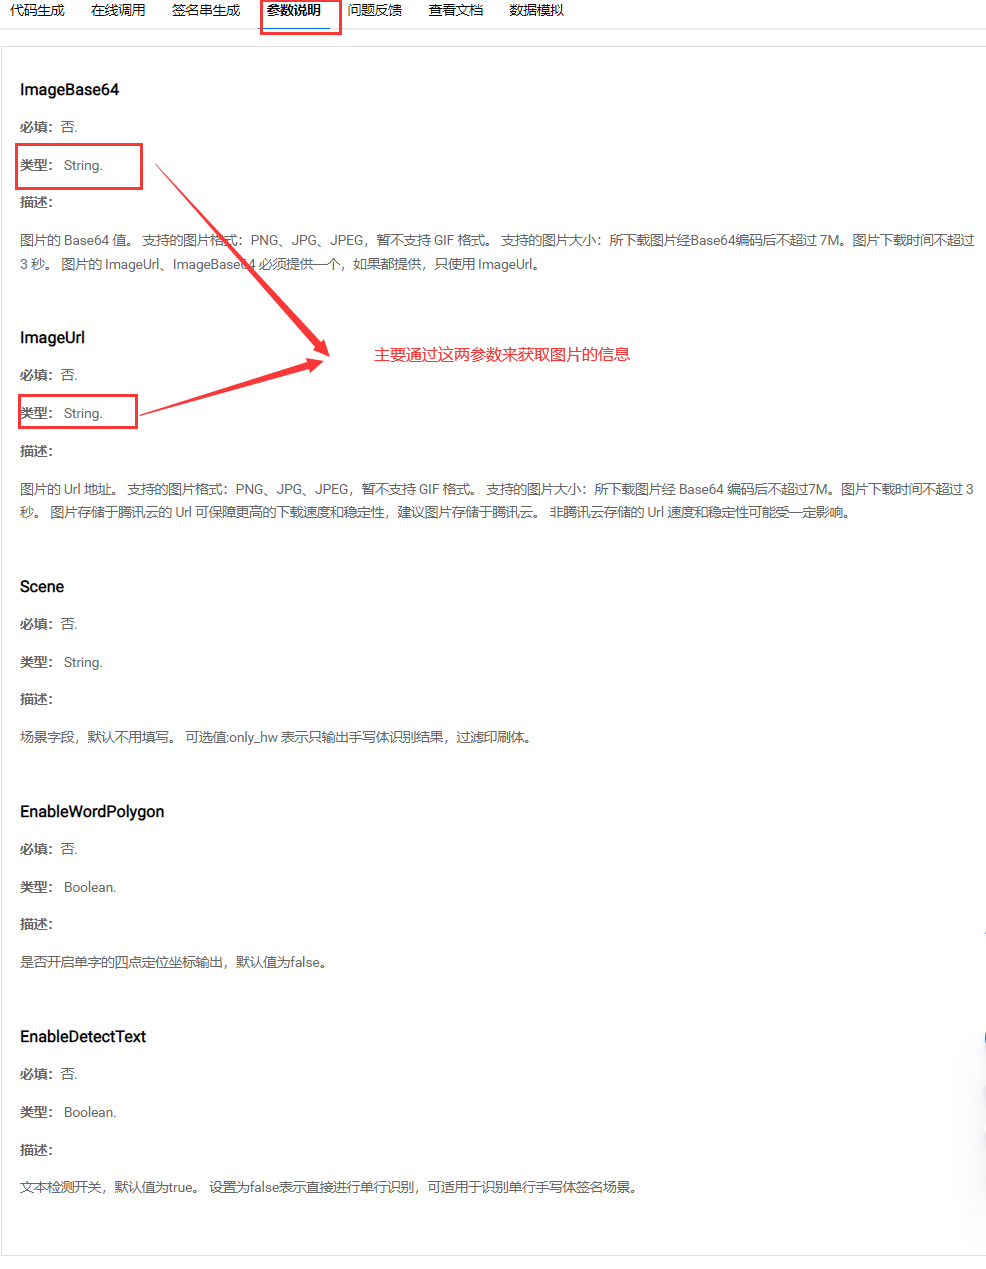 代码生成 在线调用 签名串生成 参数说明 问题反馈 查看文档 数据模拟
ImageBase64
必填：否.
类型： String.
描述：
图片的 Base64 值。 支持的图片格式：PNG、JPG、JPEG，暂不支持 GIF 格式。 支持的图片大小：所下载图片经Base64编码后不超过 7M。图片下载时间不超过
3 秒。 图片的 ImageUrl、ImageBase64 必须提供一个，如果都提供，只使用 ImageUrl。
ImageUrl
必填：否.
主要通过这两参数来获取图片的信息
类型： String.
描述：
图片的 Url 地址。 支持的图片格式：PNG、JPG、JPEG，暂不支持 GIF 格式。 支持的图片大小：所下载图片经 Base64 编码后不超过7M。图片下载时间不超过 3
秒。 图片存储于腾讯云的 Url 可保障更高的下载速度和稳定性，建议图片存储于腾讯云。 非腾讯云存储的 Url 速度和稳定性可能受一定影响。
Scene
必填：否.
类型： String.
描述：
场景字段，默认不用填写。 可选值:only_hw 表示只输出手写体识别结果，过滤印刷体。
EnableWordPolygon
必填：否.
类型： Boolean.
描述：
是否开启单字的四点定位坐标输出，默认值为false。
EnableDetectText
必填：否.
类型： Boolean.
描述：
文本检测开关，默认值为true。 设置为false表示直接进行单行识别，可适用于识别单行手写体签名场景。